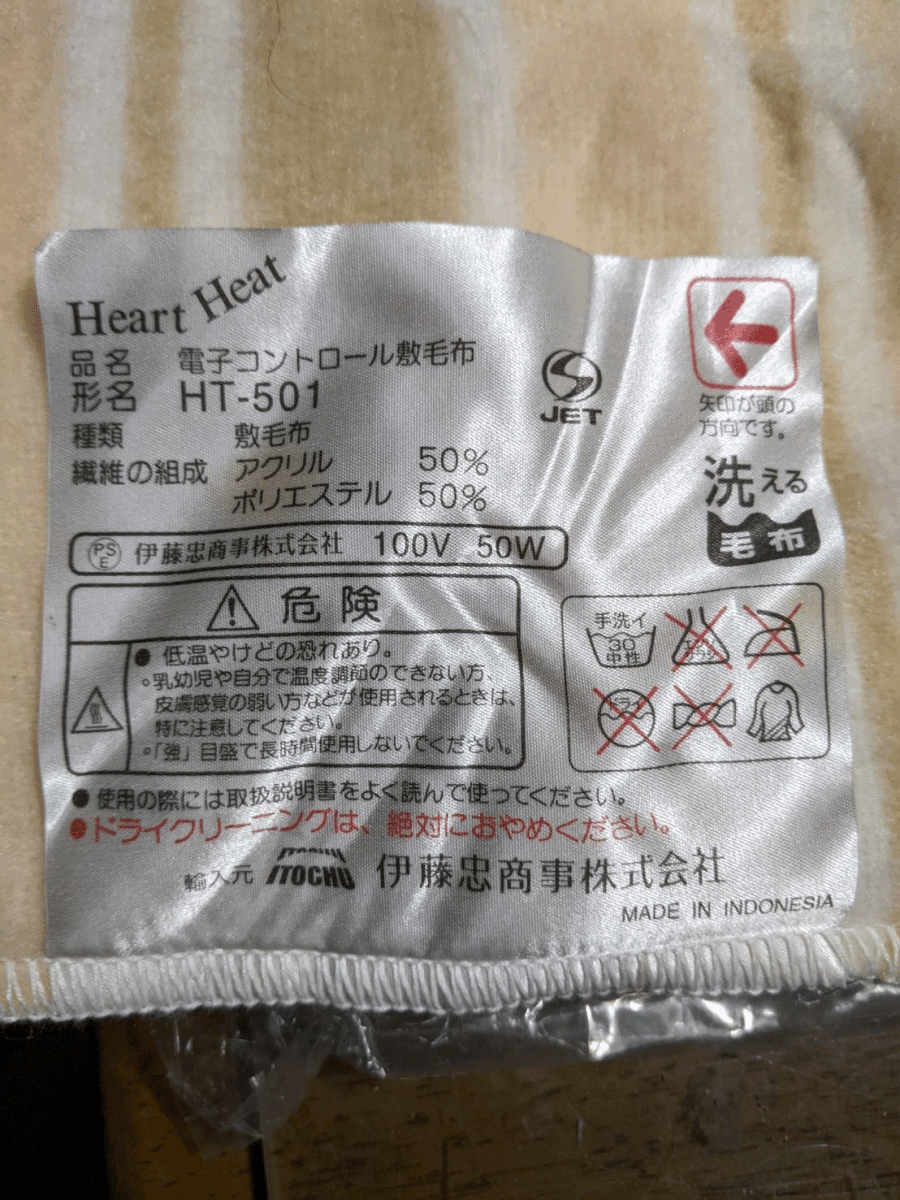 Heart Heat
品名 電子コントロール敷毛布
形名 HT-501
種類 敷毛布
繊維の組成 アクリル 50%
ポリエステル 50%
JET
矢印が頭の
方向です。
洗える
毛布
PSE 伊藤忠商事株式会社 100V 50W
危険
● 低温やけどの恐れあり。
○乳幼児や自分で温度調節のできない方、
皮膚感覚の弱い方などが使用されるときは、
特に注意してください。
○「強」目盛で長時間使用しないでください。
手洗イ
30
中性
エンソ
サラシ
ドライ
● 使用の際には取扱説明書をよく読んで使ってください。
● ドライクリーニングは、絶対におやめください。
輸入元 ITOCHU 伊藤忠商事株式会社
MADE IN INDONESIA